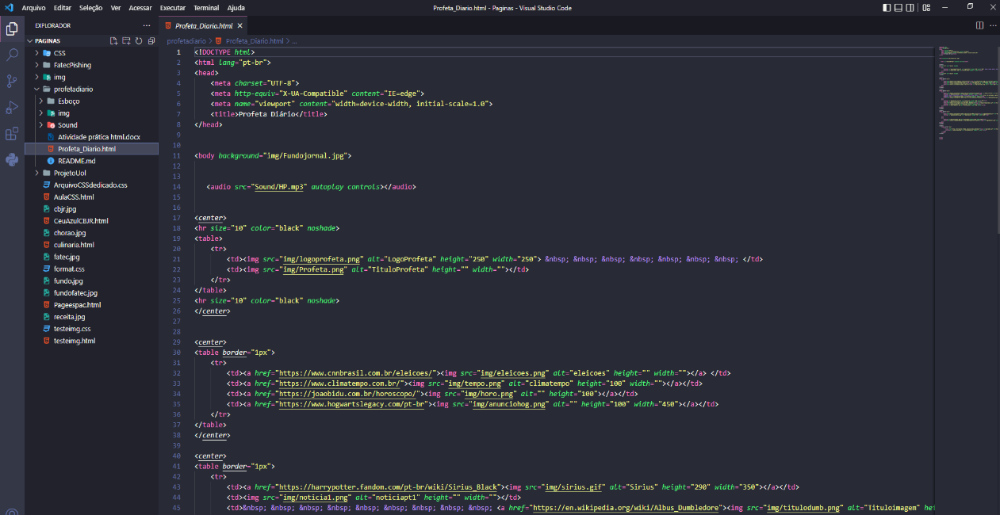 Arquivo Editar Seleção Ver Acessar Executar Terminal Ajuda
Profeta_Diario.html - Paginas - Visual Studio Code
EXPLORADOR
PAGINAS
CSS
FatecPishing
img
profetadiario
Esboço
img
Sound
Atividade prática html.docx
Profeta_Diario.html
README.md
ProjetoUol
ArquivoCSSdedicado.css
AulaCSS.html
cbjr.jpg
CeuAzulCBJR.html
chorao.jpg
culinaria.html
fatec.jpg
format.css
fundo.jpg
fundofatec.jpg
Pageespac.html
receita.jpg
testeimg.css
testeimg.html
Profeta_Diario.html
profetadiario > Profeta_Diario.html > ...
1 <!DOCTYPE html>
2 <html lang="pt-br">
3 <head>
4 <meta charset="UTF-8">
5 <meta http-equiv="X-UA-Compatible" content="IE=edge">
6 <meta name="viewport" content="width=device-width, initial-scale=1.0">
7 <title>Profeta Diário</title>
8 </head>
9
10
11 <body background="img/Fundojornal.jpg">
12
13
14 <audio src="Sound/HP.mp3" autoplay controls></audio>
15
16
17 <center>
18 <hr size="10" color="black" noshade>
19 <table>
20 <tr>
21 <td><img src="img/logoprofeta.png" alt="LogoProfeta" height="250" width="250"> &nbsp; &nbsp; &nbsp; &nbsp; &nbsp; &nbsp; &nbsp; </td>
22 <td><img src="img/Profeta.png" alt="TituloProfeta" height="" width=""></td>
23 </tr>
24 </table>
25 <hr size="10" color="black" noshade>
26 </center>
27
28
29 <center>
30 <table border="1px">
31 <tr>
32 <td><a href="https://www.cnnbrasil.com.br/eleicoes/"><img src="img/eleicoes.png" alt="eleicoes" height="" width=""></a> </td>
33 <td><a href="https://www.climatempo.com.br/"><img src="img/tempo.png" alt="climatempo" height="100" width=""></a></td>
34 <td><a href="https://joaobidu.com.br/horoscopo/"><img src="img/horo.png" alt="" height="100"></a></td>
35 <td><a href="https://www.hogwartslegacy.com/pt-br"><img src="img/anunciohog.png" alt="" height="100" width="450"></a></td>
36 </tr>
37 </table>
38 </center>
39
40 <center>
41 <table border="1px">
42 <tr>
43 <td><a href="https://harrypotter.fandom.com/pt-br/wiki/Sirius_Black"><img src="img/sirius.gif" alt="Sirius" height="290" width="350"></a></td>
44 <td><img src="img/noticia1.png" alt="noticiapt1" height="" width=""></td>
45 <td>&nbsp; &nbsp; &nbsp; &nbsp; &nbsp; &nbsp; &nbsp; &nbsp; &nbsp; <a href="https://en.wikipedia.org/wiki/Albus_Dumbledore"><img src="img/titulodumb.png" alt="Tituloimagem" hei